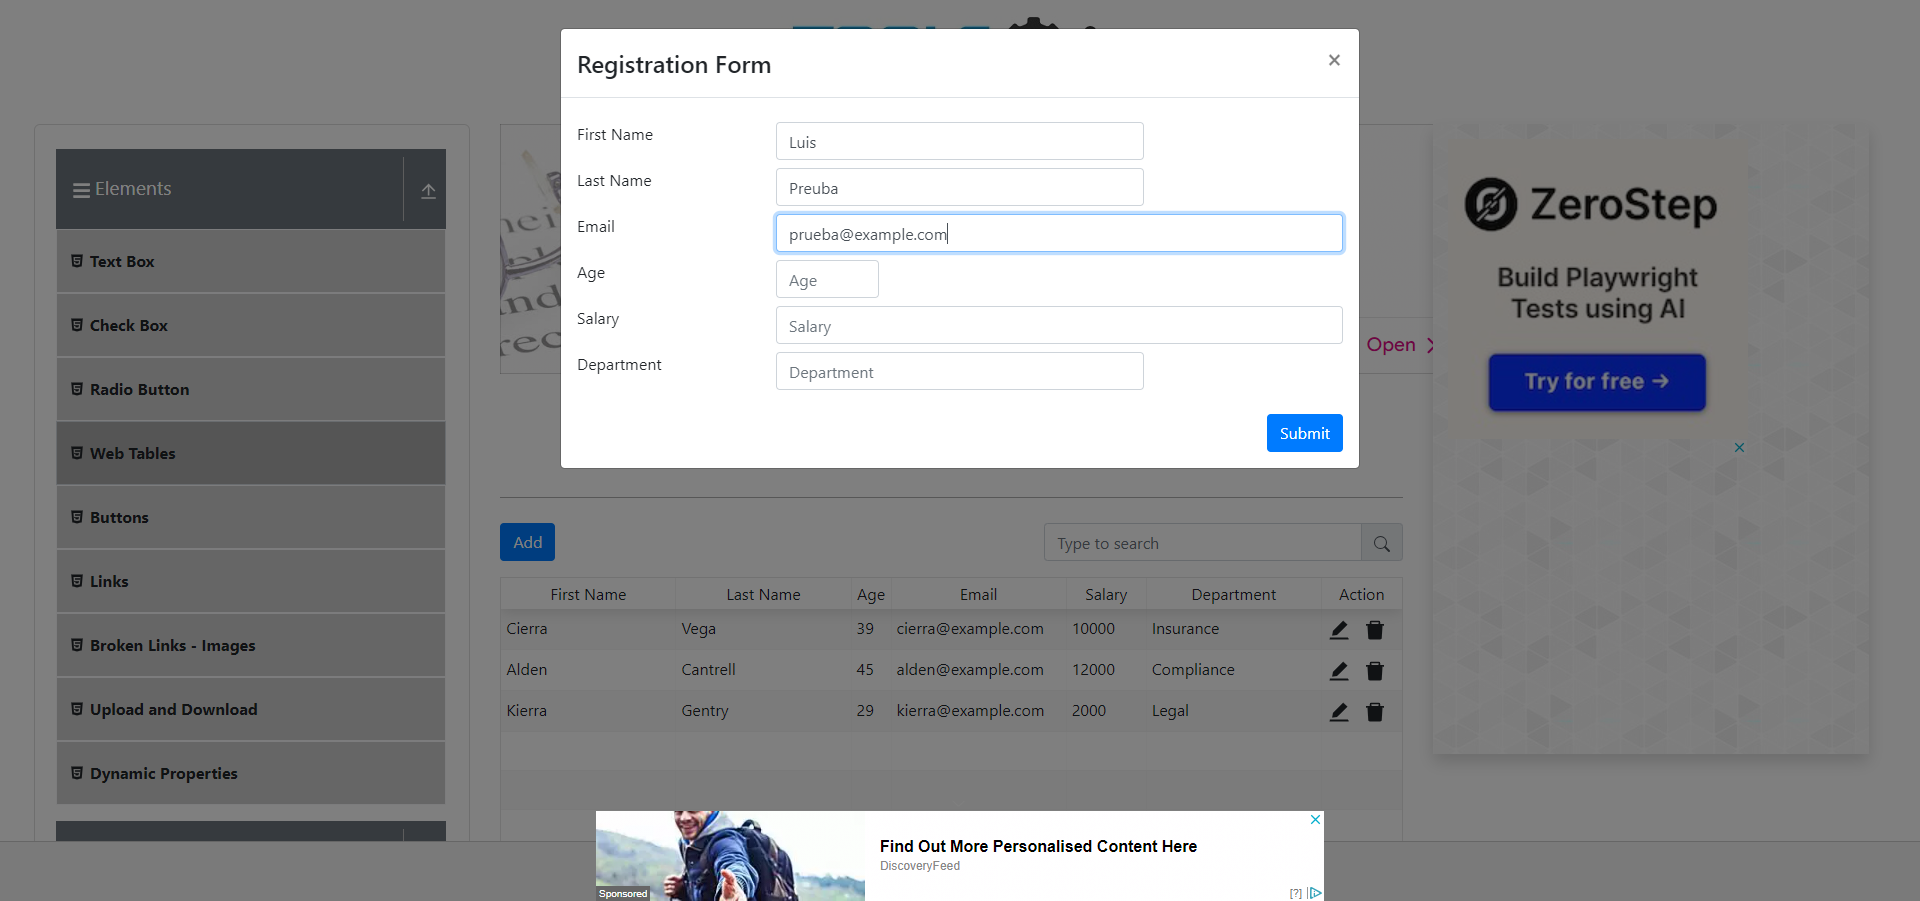 Registration Form
×
First Name
Luis
Last Name
Preuba
Email
prueba@example.com
Age
Age
Salary
Salary
Department
Department
Submit
Elements
Text Box
Check Box
Radio Button
Web Tables
Buttons
Links
Broken Links - Images
Upload and Download
Dynamic Properties
Open
Add
Type to search
First Name Last Name Age Email Salary Department Action
Cierra Vega 39 cierra@example.com 10000 Insurance
Alden Cantrell 45 alden@example.com 12000 Compliance
Kierra Gentry 29 kierra@example.com 2000 Legal
ZeroStep
Build Playwright
Tests using AI
Try for free →
Find Out More Personalised Content Here
DiscoveryFeed
Sponsored
[?]